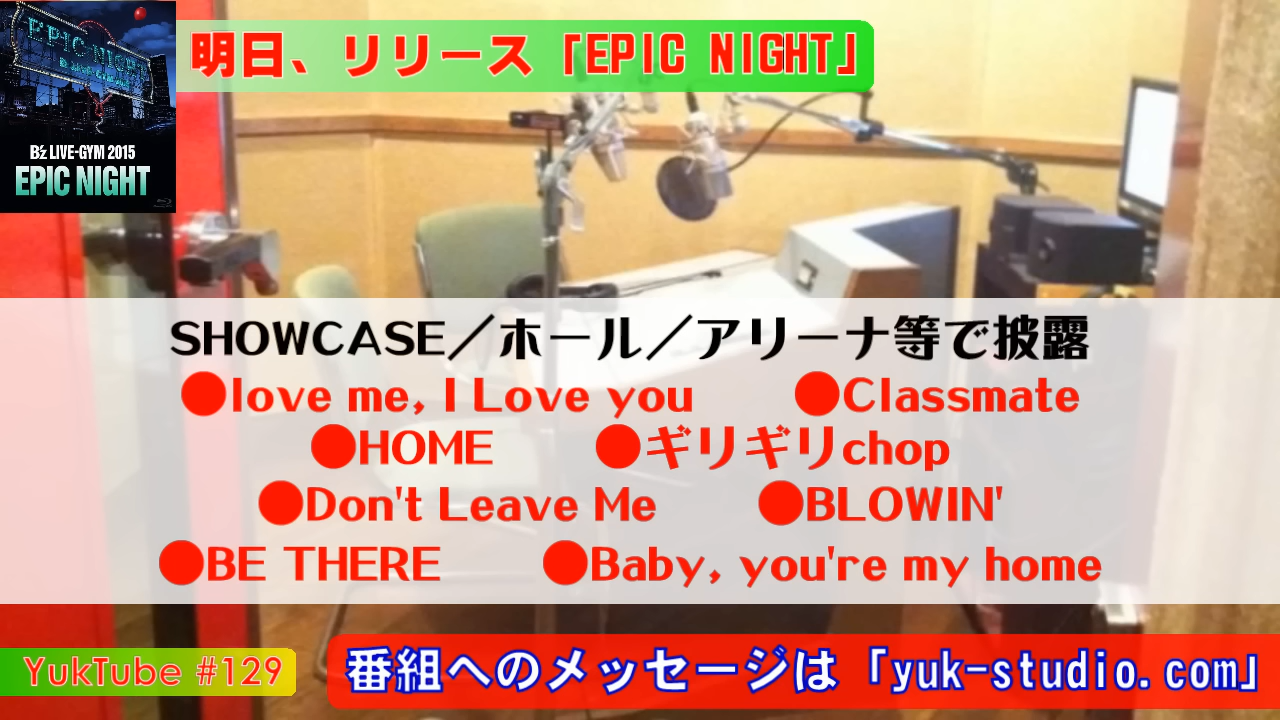 EPIC NIGHT
B'z LIVE-GYM 2015
EPIC NIGHT
明日、リリース「EPIC NIGHT」
SHOWCASE／ホール／アリーナ等で披露
●love me, I Love you ●Classmate
●HOME ●ギリギリchop
●Don't Leave Me ●BLOWIN'
●BE THERE ●Baby, you're my home
YukTube #129
番組へのメッセージは「yuk-studio.com」